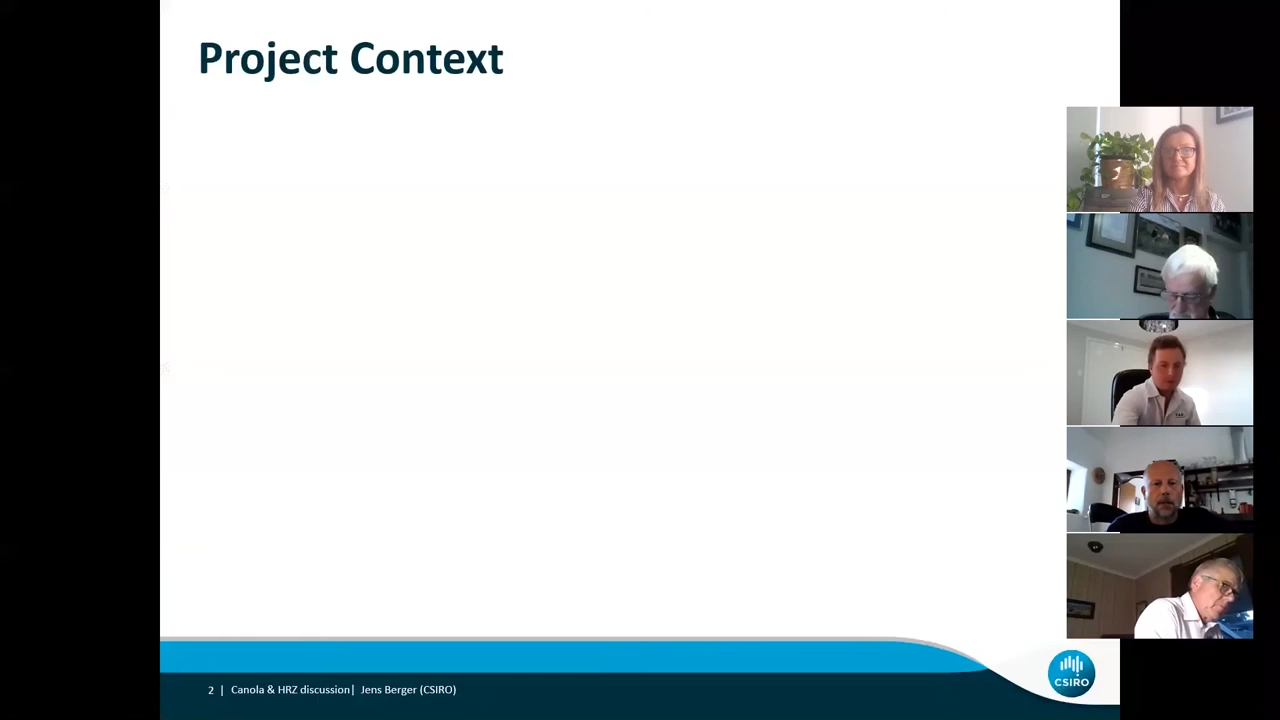 Project Context
2 | Canola & HRZ discussion| Jens Berger (CSIRO)
CSIRO